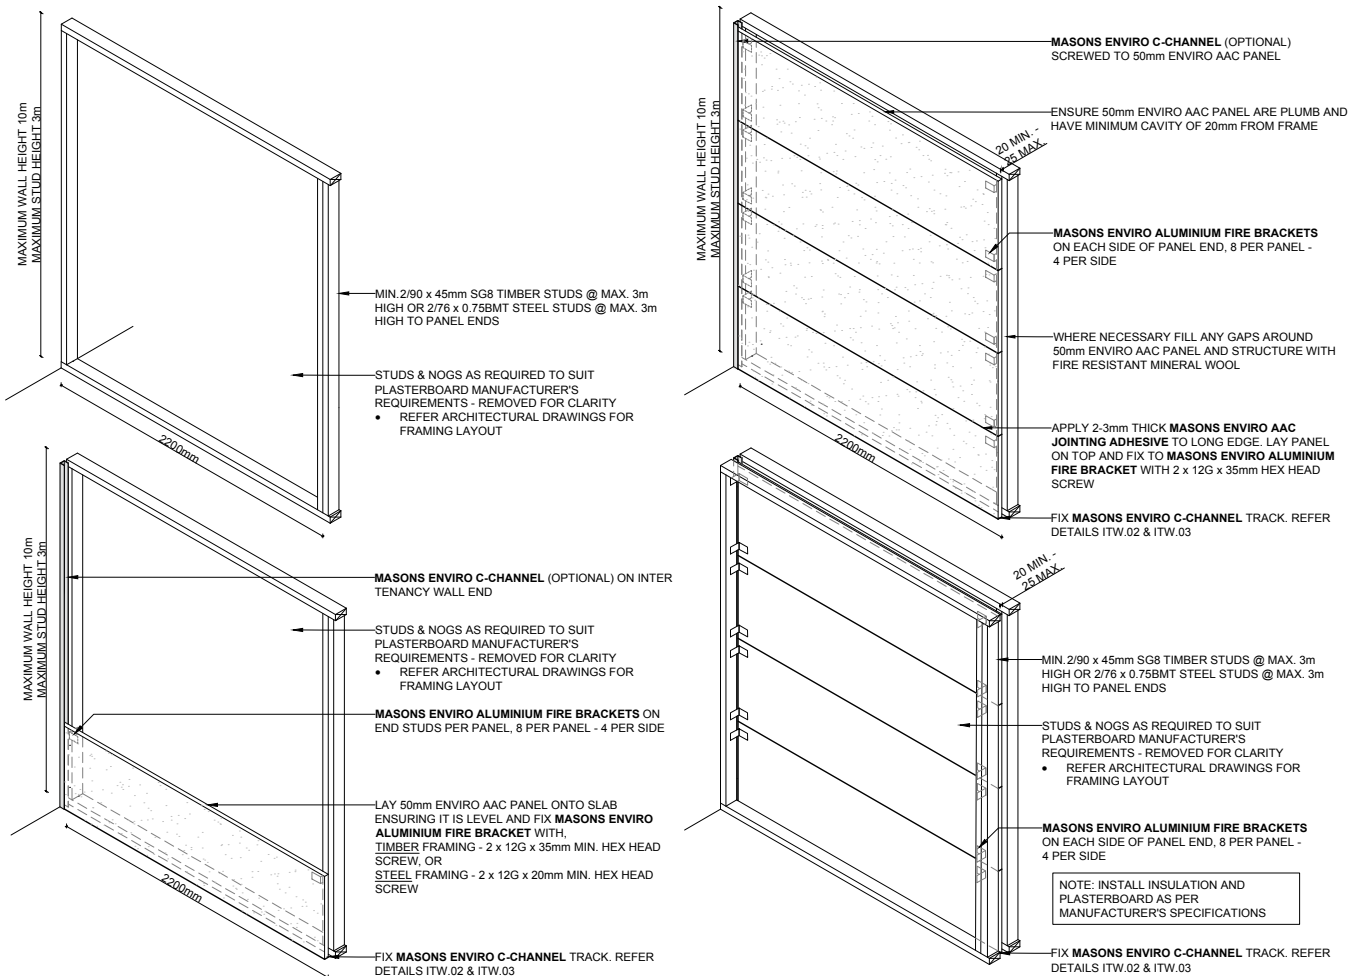 MAXIMUM WALL HEIGHT 10m
MAXIMUM STUD HEIGHT 3m
MIN.2/90 x 45mm SG8 TIMBER STUDS @ MAX. 3m
HIGH OR 2/76 x 0.75BMT STEEL STUDS @ MAX. 3m
HIGH TO PANEL ENDS
STUDS & NOGS AS REQUIRED TO SUIT
PLASTERBOARD MANUFACTURER'S
REQUIREMENTS - REMOVED FOR CLARITY
• REFER ARCHITECTURAL DRAWINGS FOR
FRAMING LAYOUT
2200mm
MAXIMUM WALL HEIGHT 10m
MAXIMUM STUD HEIGHT 3m
MASONS ENVIRO C-CHANNEL (OPTIONAL)
SCREWED TO 50mm ENVIRO AAC PANEL
ENSURE 50mm ENVIRO AAC PANEL ARE PLUMB AND
HAVE MINIMUM CAVITY OF 20mm FROM FRAME
20 MIN. -
25 MAX.
MASONS ENVIRO ALUMINIUM FIRE BRACKETS
ON EACH SIDE OF PANEL END, 8 PER PANEL -
4 PER SIDE
WHERE NECESSARY FILL ANY GAPS AROUND
50mm ENVIRO AAC PANEL AND STRUCTURE WITH
FIRE RESISTANT MINERAL WOOL
APPLY 2-3mm THICK MASONS ENVIRO AAC
JOINTING ADHESIVE TO LONG EDGE. LAY PANEL
ON TOP AND FIX TO MASONS ENVIRO ALUMINIUM
FIRE BRACKET WITH 2 x 12G x 35mm HEX HEAD
SCREW
2200mm
FIX MASONS ENVIRO C-CHANNEL TRACK. REFER
DETAILS ITW.02 & ITW.03
MAXIMUM WALL HEIGHT 10m
MAXIMUM STUD HEIGHT 3m
MASONS ENVIRO C-CHANNEL (OPTIONAL) ON INTER
TENANCY WALL END
STUDS & NOGS AS REQUIRED TO SUIT
PLASTERBOARD MANUFACTURER'S
REQUIREMENTS - REMOVED FOR CLARITY
• REFER ARCHITECTURAL DRAWINGS FOR
FRAMING LAYOUT
MASONS ENVIRO ALUMINIUM FIRE BRACKETS ON
END STUDS PER PANEL, 8 PER PANEL - 4 PER SIDE
LAY 50mm ENVIRO AAC PANEL ONTO SLAB
ENSURING IT IS LEVEL AND FIX MASONS ENVIRO
ALUMINIUM FIRE BRACKET WITH,
TIMBER FRAMING - 2 x 12G x 35mm MIN. HEX HEAD
SCREW, OR
STEEL FRAMING - 2 x 12G x 20mm MIN. HEX HEAD
SCREW
2200mm
FIX MASONS ENVIRO C-CHANNEL TRACK. REFER
DETAILS ITW.02 & ITW.03
20 MIN. -
25 MAX.
MIN.2/90 x 45mm SG8 TIMBER STUDS @ MAX. 3m
HIGH OR 2/76 x 0.75BMT STEEL STUDS @ MAX. 3m
HIGH TO PANEL ENDS
STUDS & NOGS AS REQUIRED TO SUIT
PLASTERBOARD MANUFACTURER'S
REQUIREMENTS - REMOVED FOR CLARITY
• REFER ARCHITECTURAL DRAWINGS FOR
FRAMING LAYOUT
MASONS ENVIRO ALUMINIUM FIRE BRACKETS
ON EACH SIDE OF PANEL END, 8 PER PANEL -
4 PER SIDE
NOTE: INSTALL INSULATION AND
PLASTERBOARD AS PER
MANUFACTURER'S SPECIFICATIONS
FIX MASONS ENVIRO C-CHANNEL TRACK. REFER
DETAILS ITW.02 & ITW.03